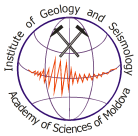 Institute of Geology and Seismology
Academy of Sciences of Moldova